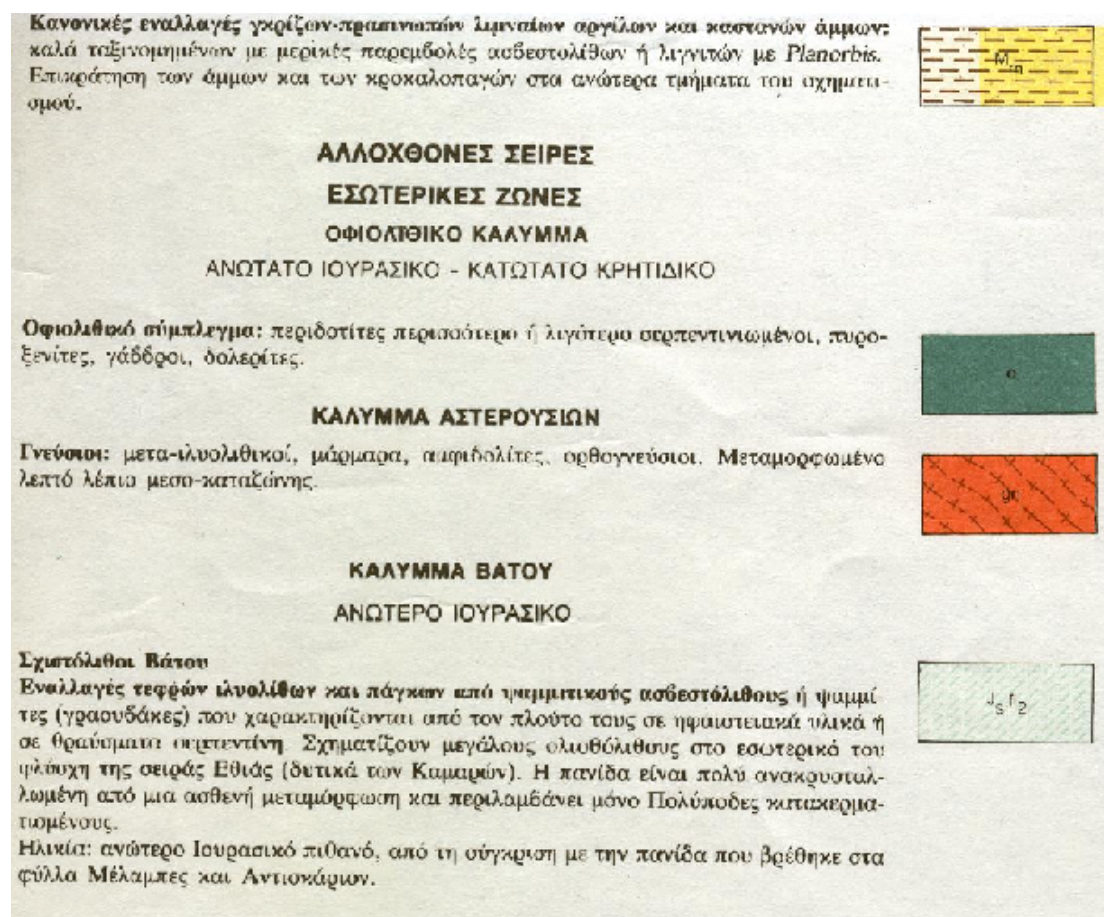 Κανονικές εναλλαγές γκρίζων-πρασινωπών λιμναίων αργίλων και καστανών άμμων:
καλά ταξινομημένων με μερικές παρεμβολές ασβεστολίθων ή λιγνιτών με Planorbis.
Επικράτηση των άμμων και των κροκαλοπαγών στα ανώτερα τμήματα του σχηματι-
σμού.
Mm
ΑΛΛΟΧΘΟΝΕΣ ΣΕΙΡΕΣ
ΕΣΩΤΕΡΙΚΕΣ ΖΩΝΕΣ
ΟΦΙΟΛΙΘΙΚΟ ΚΑΛΥΜΜΑ
ΑΝΩΤΑΤΟ ΙΟΥΡΑΣΙΚΟ - ΚΑΤΩΤΑΤΟ ΚΡΗΤΙΔΙΚΟ
Οφιολιθικό σύμπλεγμα: περιδοτίτες περισσότερο ή λιγότερο σερπεντινιωμένοι, πυρο-
ξενίτες, γάββροι, δολερίτες.
o
ΚΑΛΥΜΜΑ ΑΣΤΕΡΟΥΣΙΩΝ
Γνεύσιοι: μετα-ιλυολιθικοί, μάρμαρα, αμφιβολίτες, ορθογνεύσιοι. Μεταμορφωμένο
λεπτό λέπιο μεσο-καταζώνης.
gn
ΚΑΛΥΜΜΑ ΒΑΤΟΥ
ΑΝΩΤΕΡΟ ΙΟΥΡΑΣΙΚΟ
Σχιστόλιθοι Βάτου
Εναλλαγές τεφρών ιλυολίθων και πάγκων από ψαμμιτικούς ασβεστόλιθους ή ψαμμί-
τες (γραουβάκες) που χαρακτηρίζονται από τον πλούτο τους σε ηφαιστειακά υλικά ή
σε θραύσματα σερπεντίνη. Σχηματίζουν μεγάλους ολισθόλιθους στο εσωτερικό του
φλύσχη της σειράς Εθιάς (δυτικά των Καμαρών). Η πανίδα είναι πολύ ανακρυσταλ-
λωμένη από μια ασθενή μεταμόρφωση και περιλαμβάνει μόνο Πολύποδες κατακερμα-
τισμένους.
Ηλικία: ανώτερο Ιουρασικό πιθανό, από τη σύγκριση με την πανίδα που βρέθηκε στα
φύλλα Μέλαμπες και Αντισκάριον.